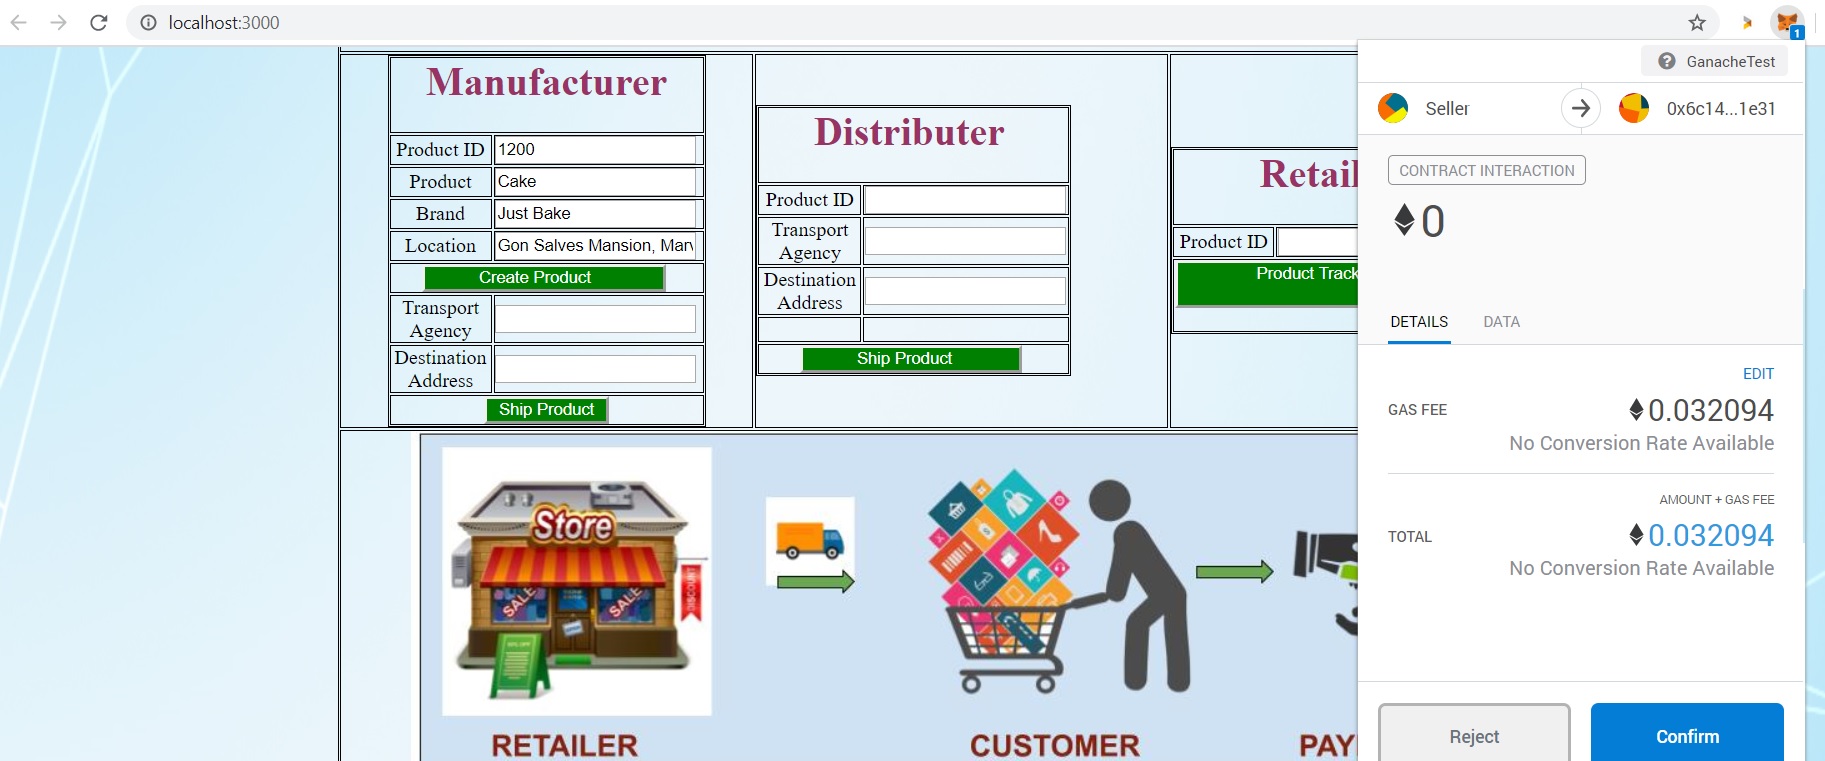 localhost:3000
1
GanacheTest
Seller
0x6c14...1e31
CONTRACT INTERACTION
0
DETAILS
DATA
EDIT
GAS FEE
0.032094
No Conversion Rate Available
AMOUNT + GAS FEE
TOTAL
0.032094
No Conversion Rate Available
Reject
Confirm
Manufacturer
Product ID
1200
Product
Cake
Brand
Just Bake
Location
Gon Salves Mansion, Marv
Create Product
Transport
Agency
Destination
Address
Ship Product
Distributer
Product ID
Transport
Agency
Destination
Address
Ship Product
Retail
Product ID
Product Track
Store
SALE
SALE
DISCOUNT
RETAILER
CUSTOMER
PAY